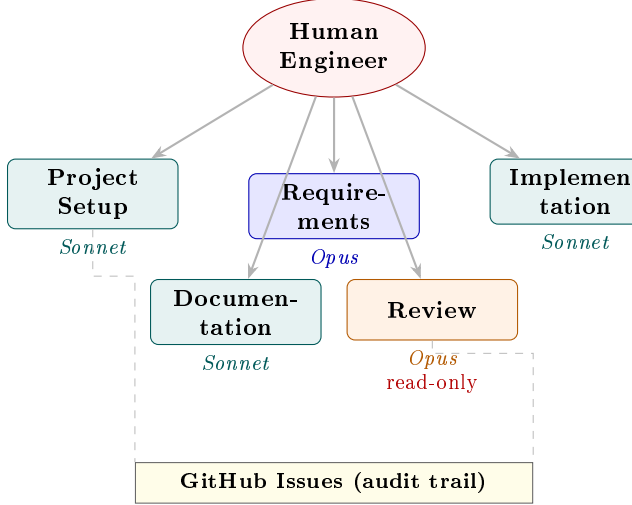 Human
Engineer
Project
Setup
Sonnet
Require-
ments
Opus
Implemen
tation
Sonnet
Documen-
tation
Sonnet
Review
Opus
read-only
GitHub Issues (audit trail)